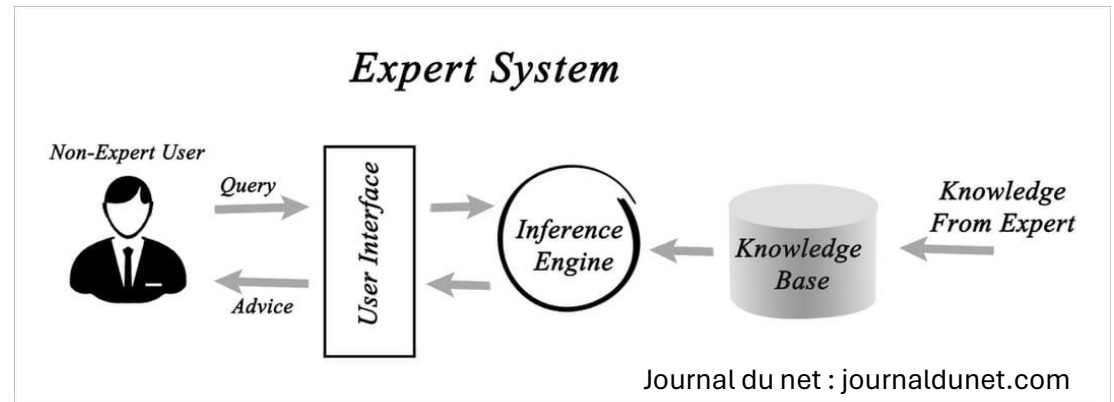 Expert System
Non-Expert User
Query
Advice
User Interface
Inference
Engine
Knowledge
Base
Knowledge
From Expert
Journal du net : journaldunet.com